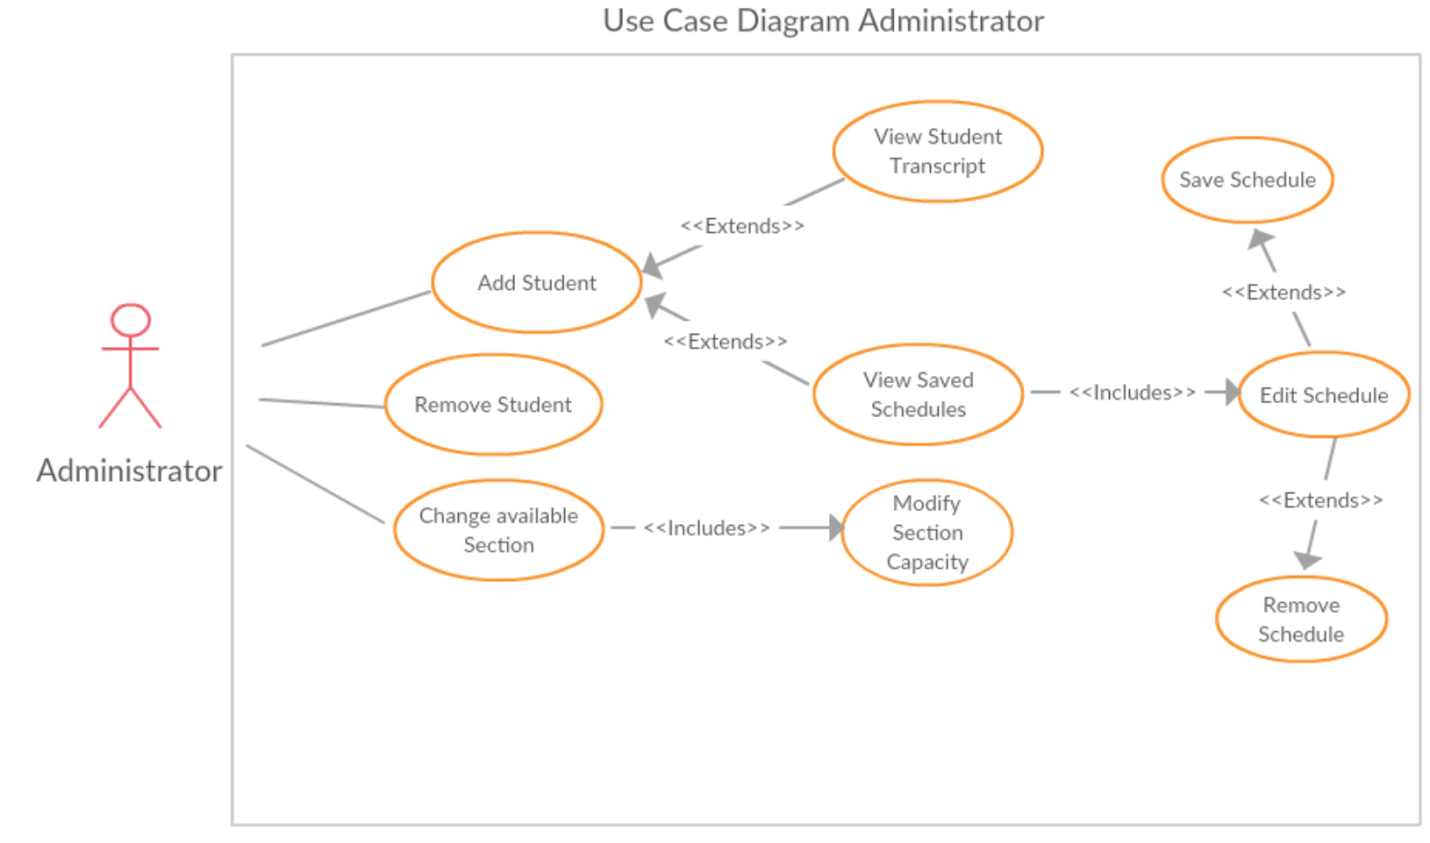 Use Case Diagram Administrator
View Student
Transcript
Save Schedule
<<Extends>>
Add Student
<<Extends>>
<<Extends>>
View Saved
Schedules
<<Includes>>
Edit Schedule
Remove Student
Administrator
<<Extends>>
Change available
Section
<<Includes>>
Modify
Section
Capacity
Remove
Schedule